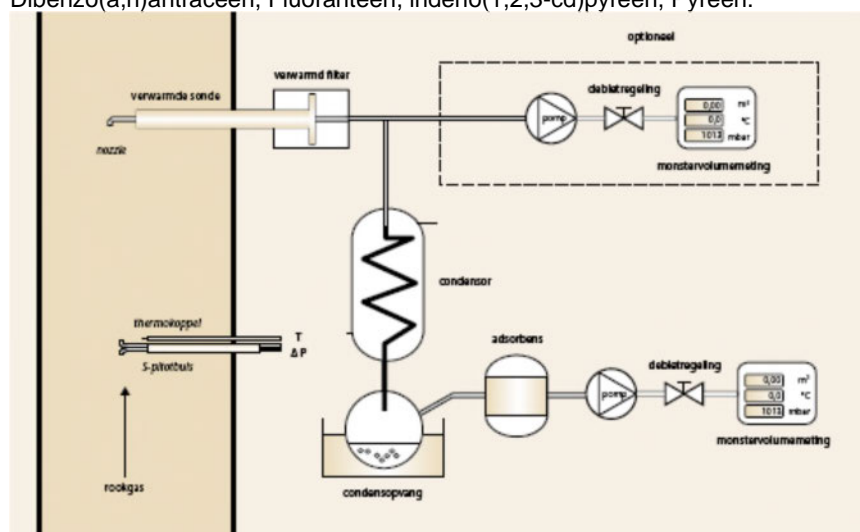 Dibenzo(a,h)antraceen, Fluorantheen, Indeno(1,2,3-cd)pyreen, Pyreen.
optioneel
verwarmd filter
verwarmde sonde
debietregeling
pomp
0,00 m³
0,0 °C
1013 mbar
nozzle
monstervolumemeting
condensor
thermokoppel
T
ΔP
S-pitotbuis
adsorbens
debietregeling
pomp
0,00 m³
0,0 °C
1013 mbar
monstervolumemeting
rookgas
condensopvang